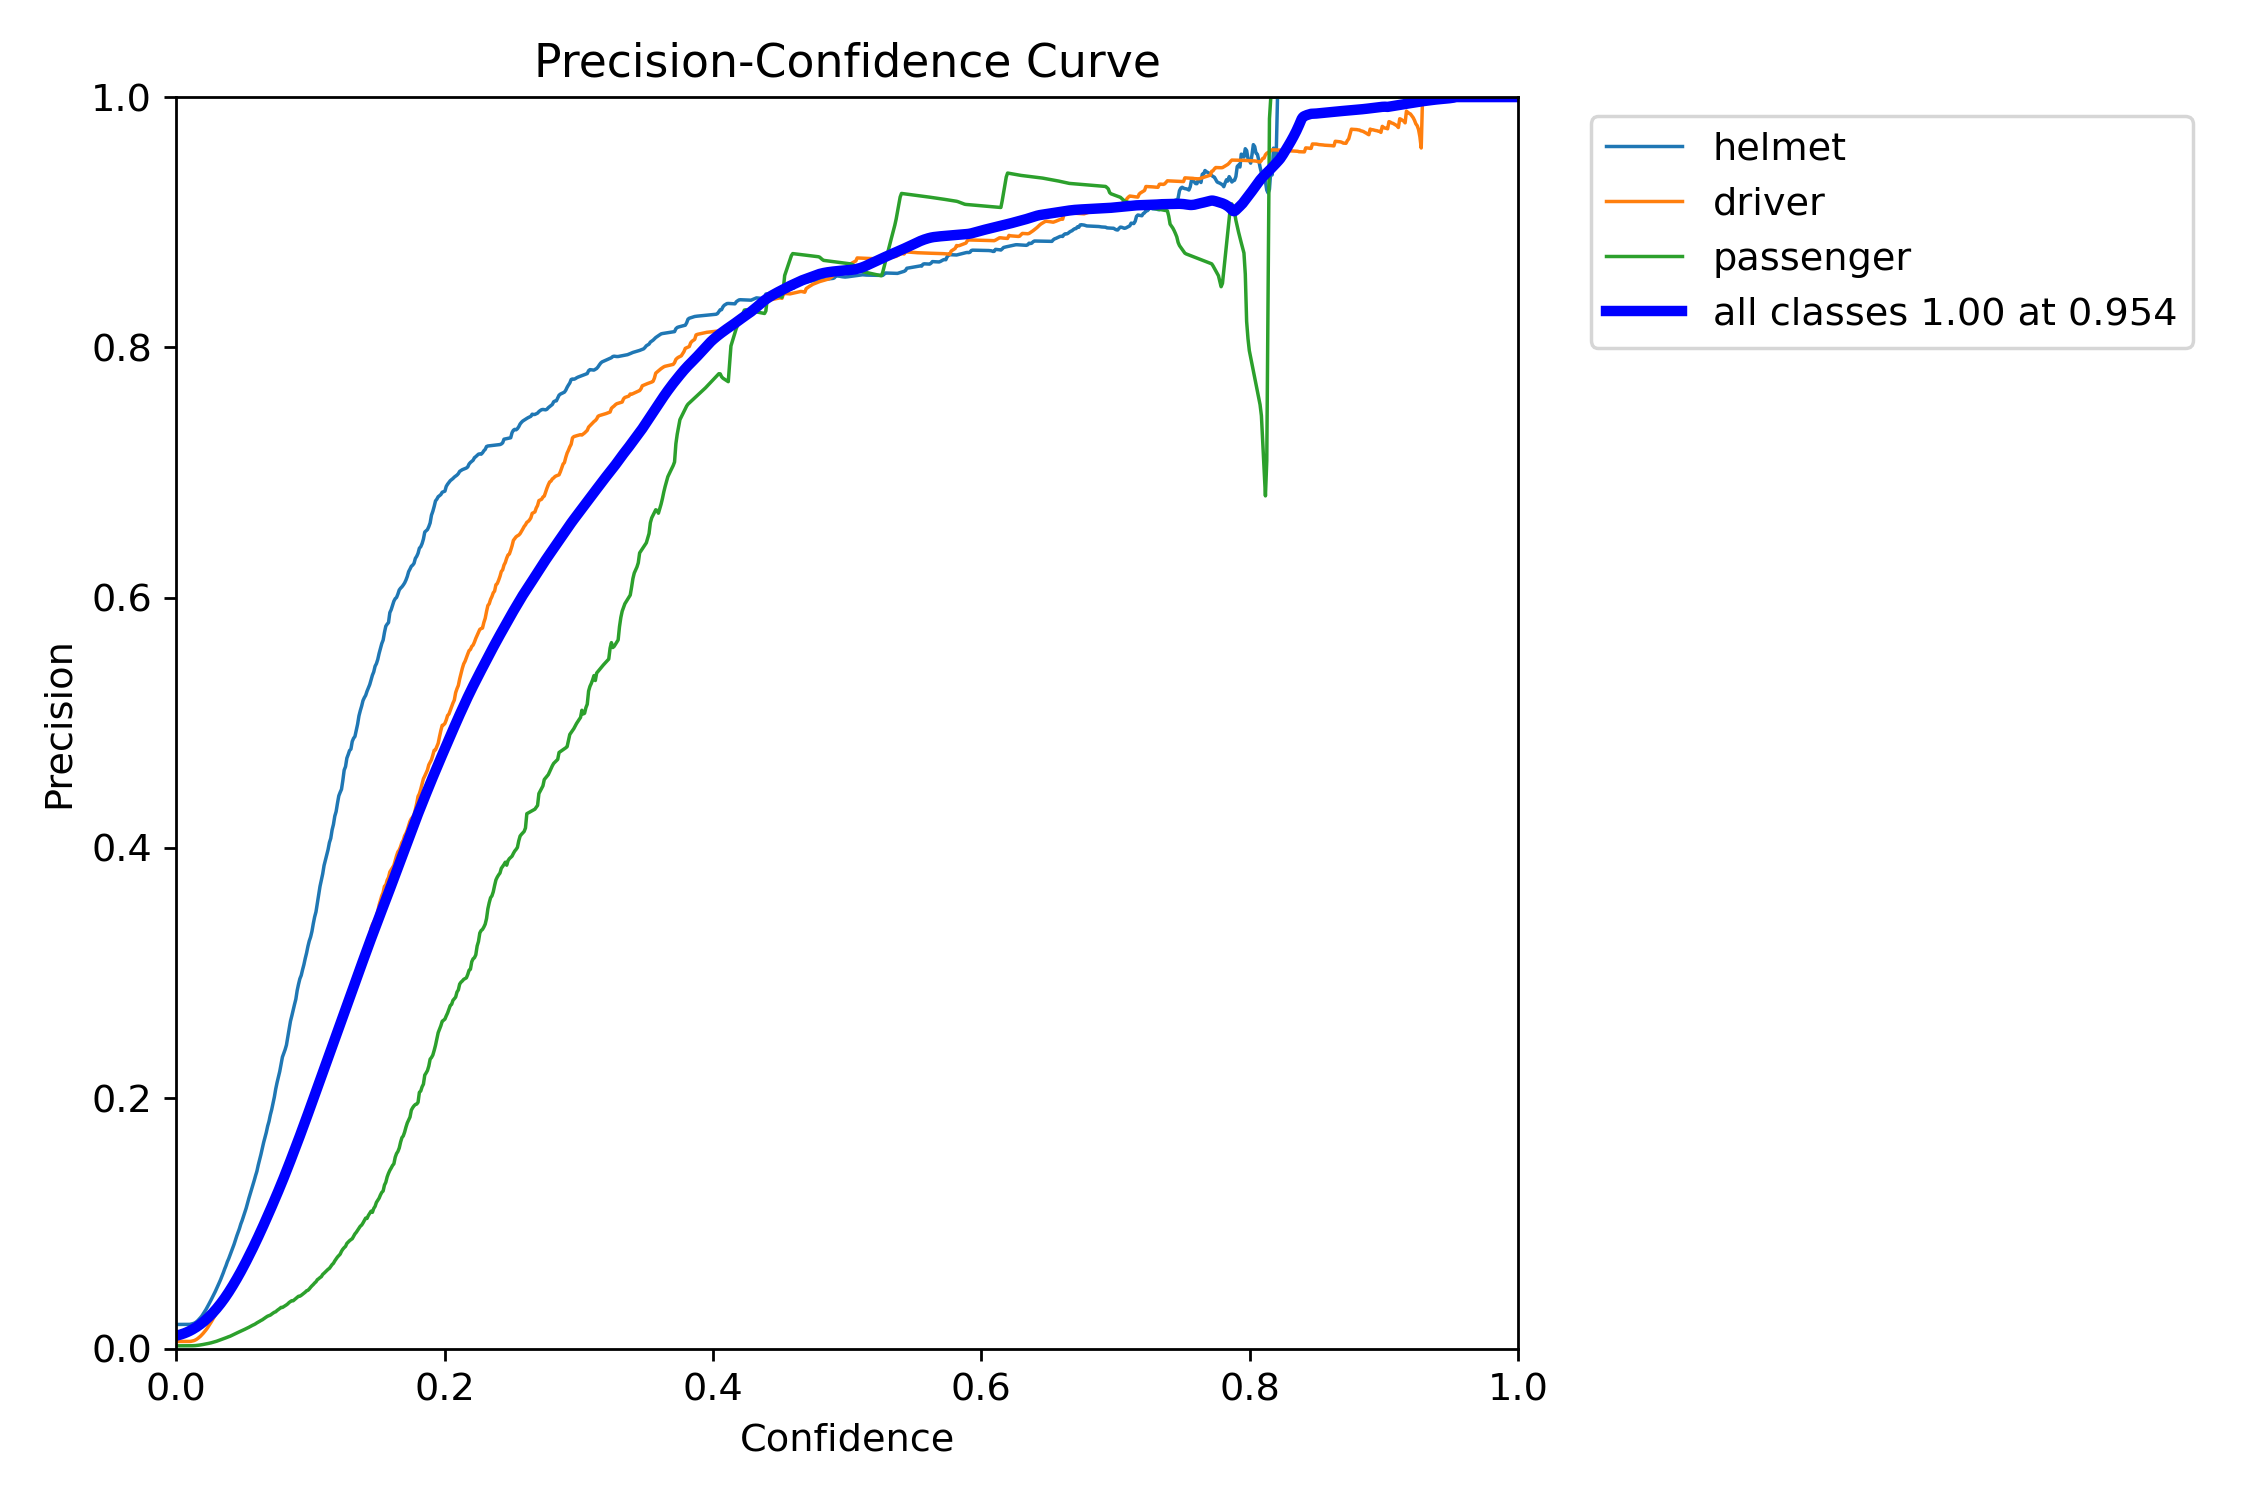 Precision-Confidence Curve
1.0
0.8
0.6
0.4
0.2
0.0
Precision
0.0 0.2 0.4 0.6 0.8 1.0
Confidence
helmet
driver
passenger
all classes 1.00 at 0.954